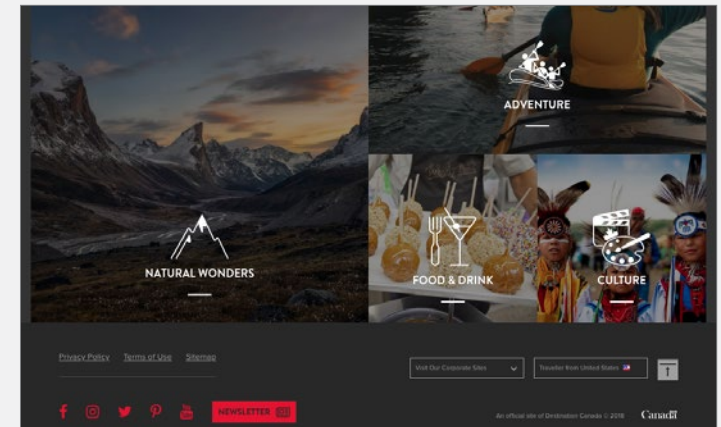 ADVENTURE
NATURAL WONDERS
FOOD & DRINK
CULTURE
Privacy Policy Terms of Use Sitemap
Visit Our Corporate Sites
Traveller from United States
NEWSLETTER
An official site of Destination Canada © 2018
Canada